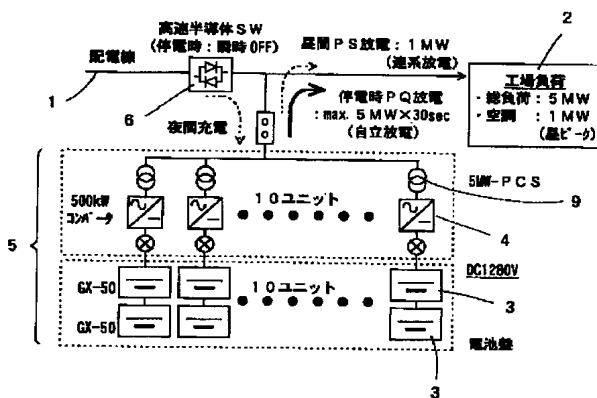 高速半導体SW
(停電時:瞬時OFF)
配電線
1
6
昼間PS放電:1MW
(連系放電)
2
工場負荷
・総負荷:5MW
・空調:1MW
(昼ピーク)
夜間充電
停電時PQ放電
:max. 5MW×30sec
(自立放電)
5
500kW
コンバータ
10ユニット
5MW-PCS
9
4
DC1280V
GX-50
GX-50
10ユニット
3
3
電池盤